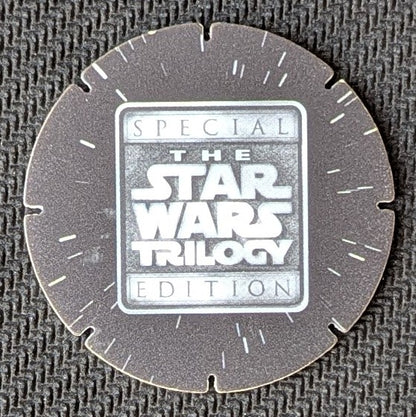 SPECIAL
THE
STAR
WARS
TRILOGY
EDITION